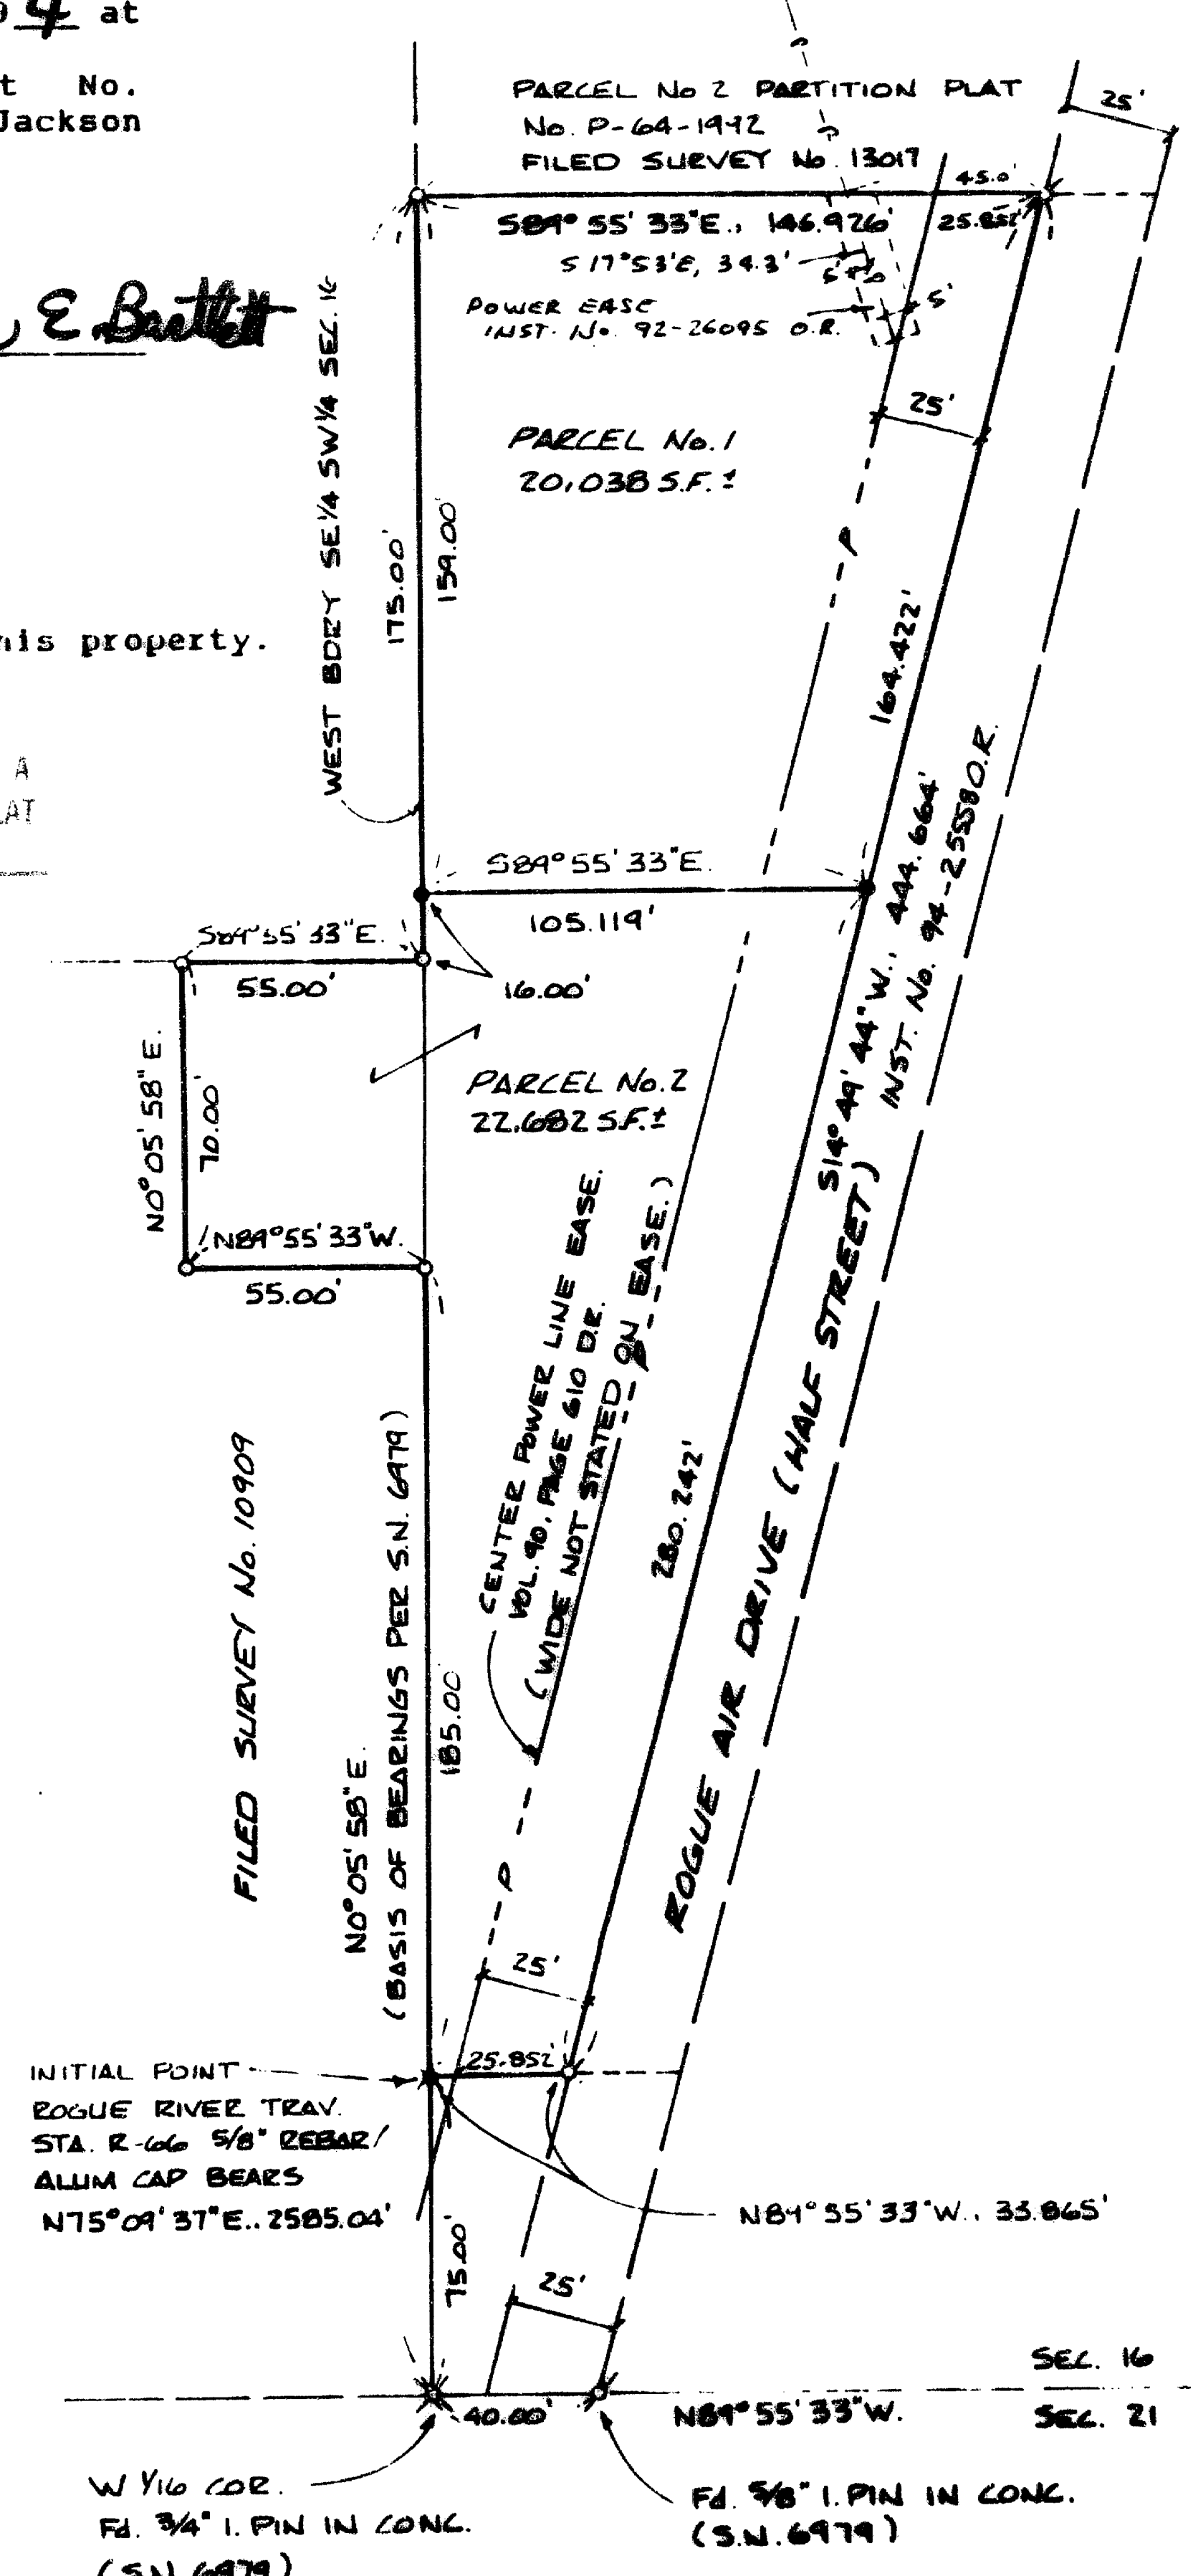 4 at
t No.
Jackson
E. Bartlett
his property.
A
LAT
PARCEL No 2 PARTITION PLAT
No. P-64-1992
FILED SURVEY No. 13017
25'
45.0'
S89° 55' 33"E., 146.926'
25.852'
S 17°53'E, 34.3'
5'
5'
POWER EASE
INST. No. 92-26095 O.R.
25'
WEST BDRY SE¼ SW¼ SEC. 16
PARCEL No. 1
20,038 S.F.±
175.00'
159.00'
164.422'
S89°55'33"E.
105.119'
S89°55'33"E.
55.00'
16.00'
S14°49'44"W., 444.664'
INST. No. 94-25558 O.R.
N0°05'58"E.
70.00'
PARCEL No. 2
22,682 S.F.±
N89°55'33"W.
55.00'
CENTER POWER LINE EASE.
VOL. 90, PAGE 610 D.R.
(WIDE NOT STATED ON EASE.)
P
280.242'
ROGUE AIR DRIVE (HALF STREET)
FILED SURVEY No. 10909
N0°05'58"E.
(BASIS OF BEARINGS PER S.N. 6979)
185.00'
P
25'
25.852'
INITIAL POINT
ROGUE RIVER TRAV.
STA. R-66 5/8" REBAR/
ALUM CAP BEARS
N75°09'37"E., 2585.04'
N89°55'33"W., 33.865'
75.00'
25'
SEC. 16
40.00'
N89°55'33"W.
SEC. 21
W 1/16 COR.
Fd. 3/4" I. PIN IN CONC.
(S.N. 6979)
Fd. 5/8" I. PIN IN CONC.
(S.N. 6979)